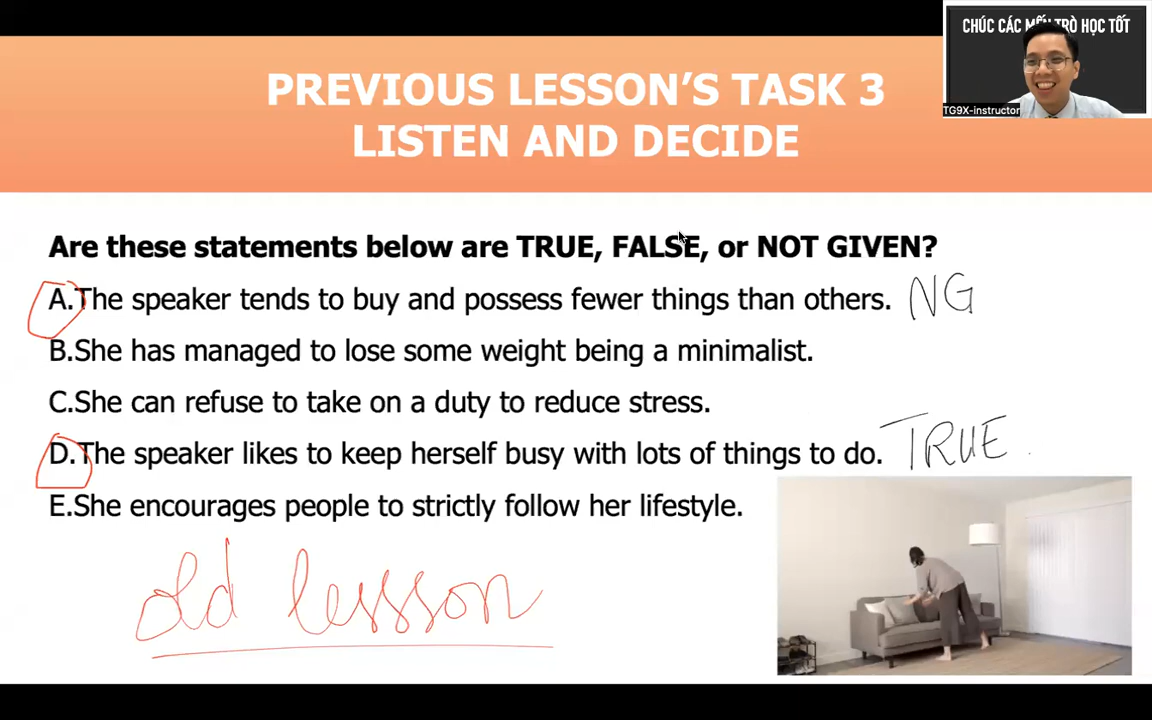 CHÚC CÁC MẾN TRÒ HỌC TỐT
TG9X-instructor
PREVIOUS LESSON'S TASK 3
LISTEN AND DECIDE
Are these statements below are TRUE, FALSE, or NOT GIVEN?
A.The speaker tends to buy and possess fewer things than others. NG
B.She has managed to lose some weight being a minimalist.
C.She can refuse to take on a duty to reduce stress.
D.The speaker likes to keep herself busy with lots of things to do. TRUE
E.She encourages people to strictly follow her lifestyle.
old lessson